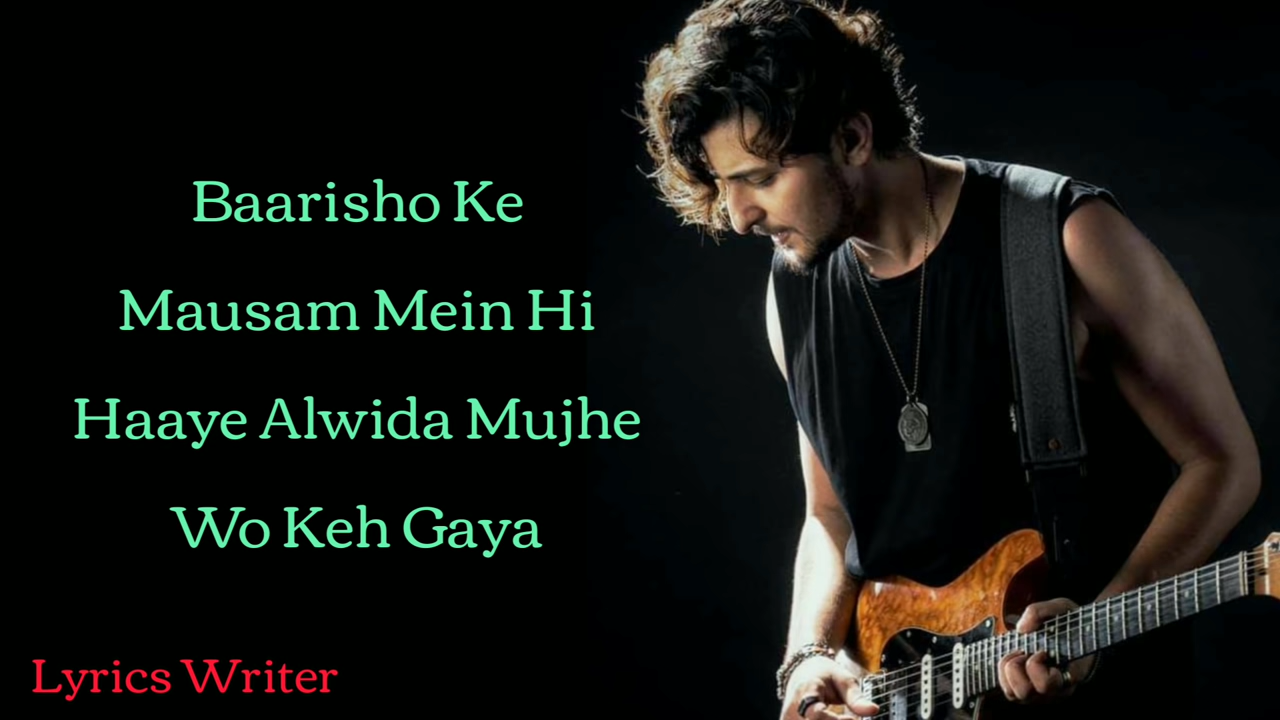 Baarisho Ke
Mausam Mein Hi
Haaye Alwida Mujhe
Wo Keh Gaya
Lyrics Writer